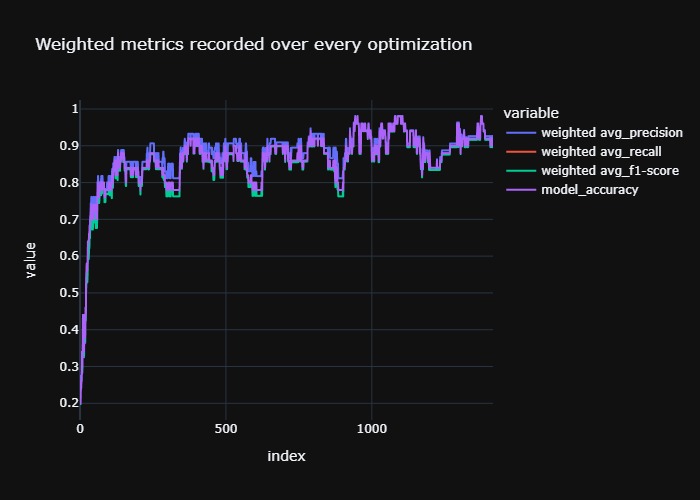 Weighted metrics recorded over every optimization
variable
weighted avg_precision
weighted avg_recall
weighted avg_f1-score
model_accuracy
value
1
0.9
0.8
0.7
0.6
0.5
0.4
0.3
0.2
0 500 1000
index